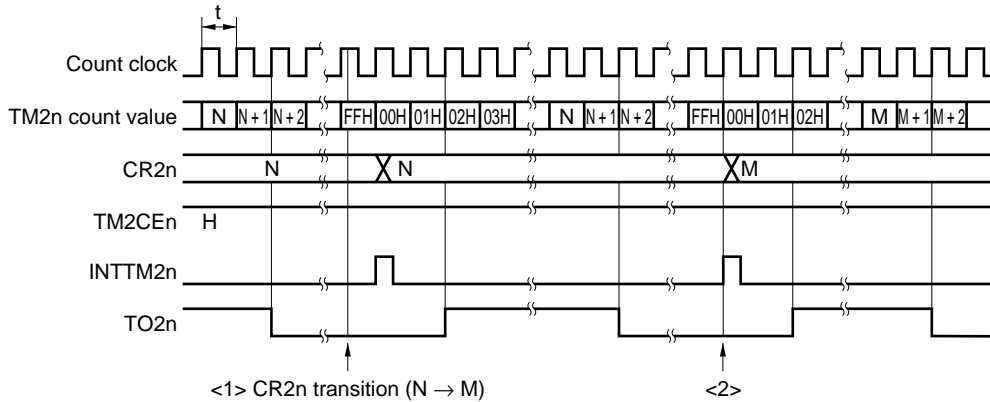 t
Count clock
TM2n count value N N + 1 N + 2 FFH 00H 01H 02H 03H N N + 1 N + 2 FFH 00H 01H 02H M M + 1 M + 2
CR2n N N M
TM2CEn H
INTTM2n
TO2n
<1> CR2n transition (N → M) <2>